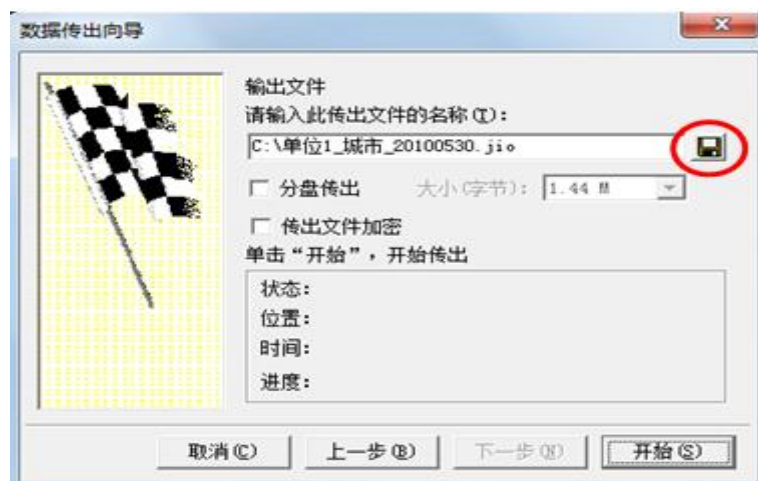 数据传出向导
输出文件
请输入此传出文件的名称(T):
C:\单位1_城市_20100530.jio
分盘传出 大小(字节): 1.44 M
传出文件加密
单击“开始”，开始传出
状态:
位置:
时间:
进度:
取消(C) 上一步(B) 下一步(N) 开始(S)